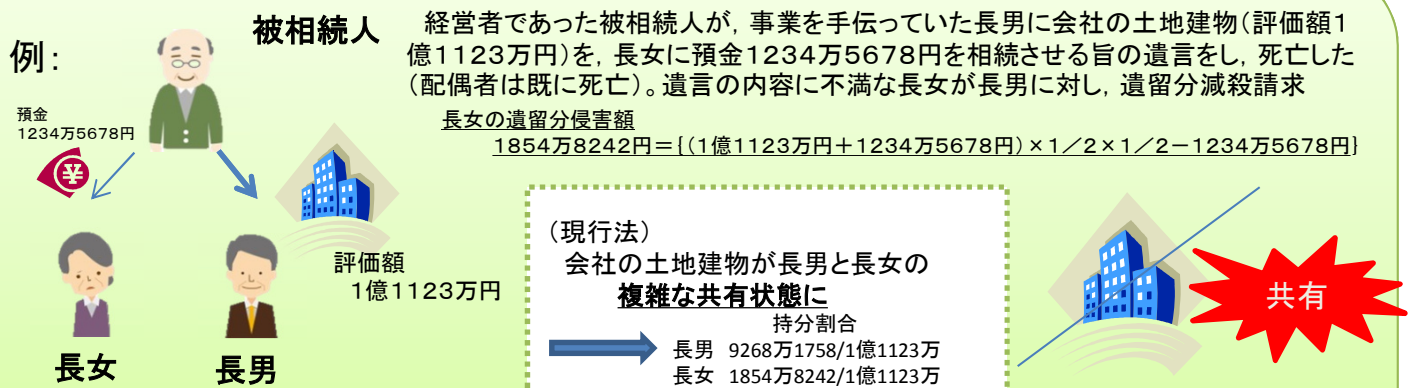 例:
被相続人
経営者であった被相続人が，事業を手伝っていた長男に会社の土地建物（評価額１
億１１２３万円）を，長女に預金１２３４万５６７８円を相続させる旨の遺言をし，死亡した
（配偶者は既に死亡）。遺言の内容に不満な長女が長男に対し，遺留分減殺請求
長女の遺留分侵害額
１８５４万８２４２円＝｛（１億１１２３万円＋１２３４万５６７８円）×１／２×１／２－１２３４万５６７８円｝
預金
1234万5678円
¥
評価額
１億１１２３万円
長女
長男
（現行法）
会社の土地建物が長男と長女の
複雑な共有状態に
持分割合
長男 9268万1758/1億1123万
長女 1854万8242/1億1123万
共有